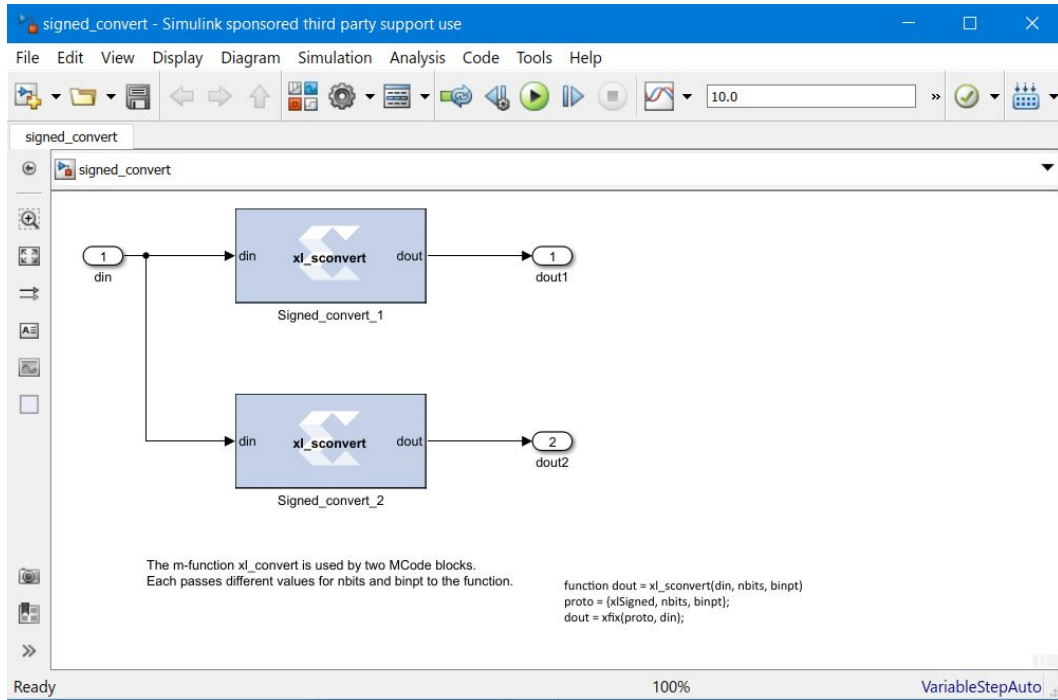 signed_convert - Simulink sponsored third party support use
File Edit View Display Diagram Simulation Analysis Code Tools Help
10.0
signed_convert
signed_convert
1
din
din
xl_sconvert
dout
Signed_convert_1
1
dout1
din
xl_sconvert
dout
Signed_convert_2
2
dout2
The m-function xl_convert is used by two MCode blocks.
Each passes different values for nbits and binpt to the function.
function dout = xl_sconvert(din, nbits, binpt)
proto = {xlSigned, nbits, binpt};
dout = xfix(proto, din);
Ready
100%
VariableStepAuto